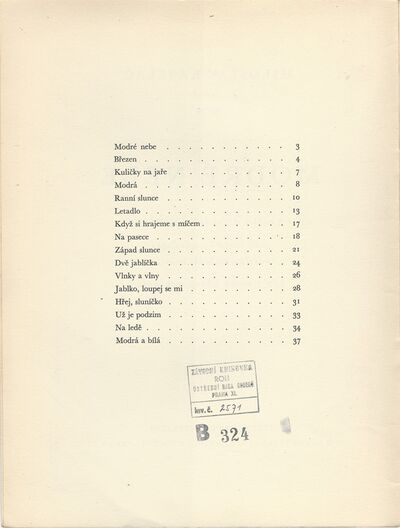 Modré nebe . . . . . . . . . . . 3
Březen . . . . . . . . . . . . . 4
Kuličky na jaře . . . . . . . . . . 7
Modrá . . . . . . . . . . . . . 8
Ranní slunce . . . . . . . . . . . 10
Letadlo . . . . . . . . . . . . . 13
Když si hrajeme s míčem . . . . . . . . 17
Na pasece . . . . . . . . . . . . 18
Západ slunce . . . . . . . . . . . 21
Dvě jablíčka . . . . . . . . . . . 24
Vlnky a vlny . . . . . . . . . . . 26
Jablko, loupej se mi . . . . . . . . . 28
Hřej, sluníčko . . . . . . . . . . . 31
Už je podzim . . . . . . . . . . . 33
Na ledě . . . . . . . . . . . . . 34
Modrá a bílá . . . . . . . . . . . 37
ZÁVODNÍ KNIHOVNA
ROH
ÚSTŘEDNÍ RADA ODBORŮ
PRAHA XI.
Inv. č. 2571
B 324